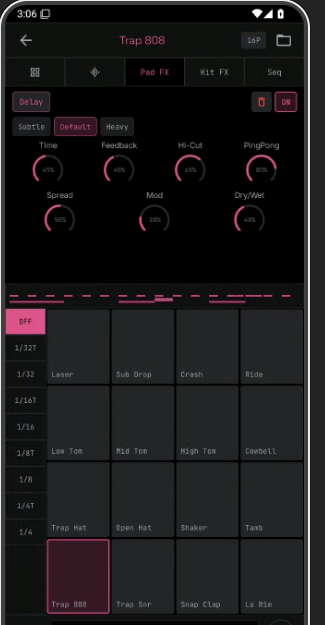 3:06
Trap 808
16P
Pad FX
Kit FX
Seq
Delay
ON
Subtle
Default
Heavy
Time
Feedback
Hi-Cut
PingPong
45%
40%
65%
80%
Spread
Mod
Dry/Wet
50%
20%
40%
OFF
1/32T
1/32
Laser
Sub Drop
Crash
Ride
1/16T
1/16
1/8T
Low Tom
Mid Tom
High Tom
Cowbell
1/8
1/4T
1/4
Trap Hat
Open Hat
Shaker
Tamb
Trap 808
Trap Snr
Snap Clap
Lo Rim